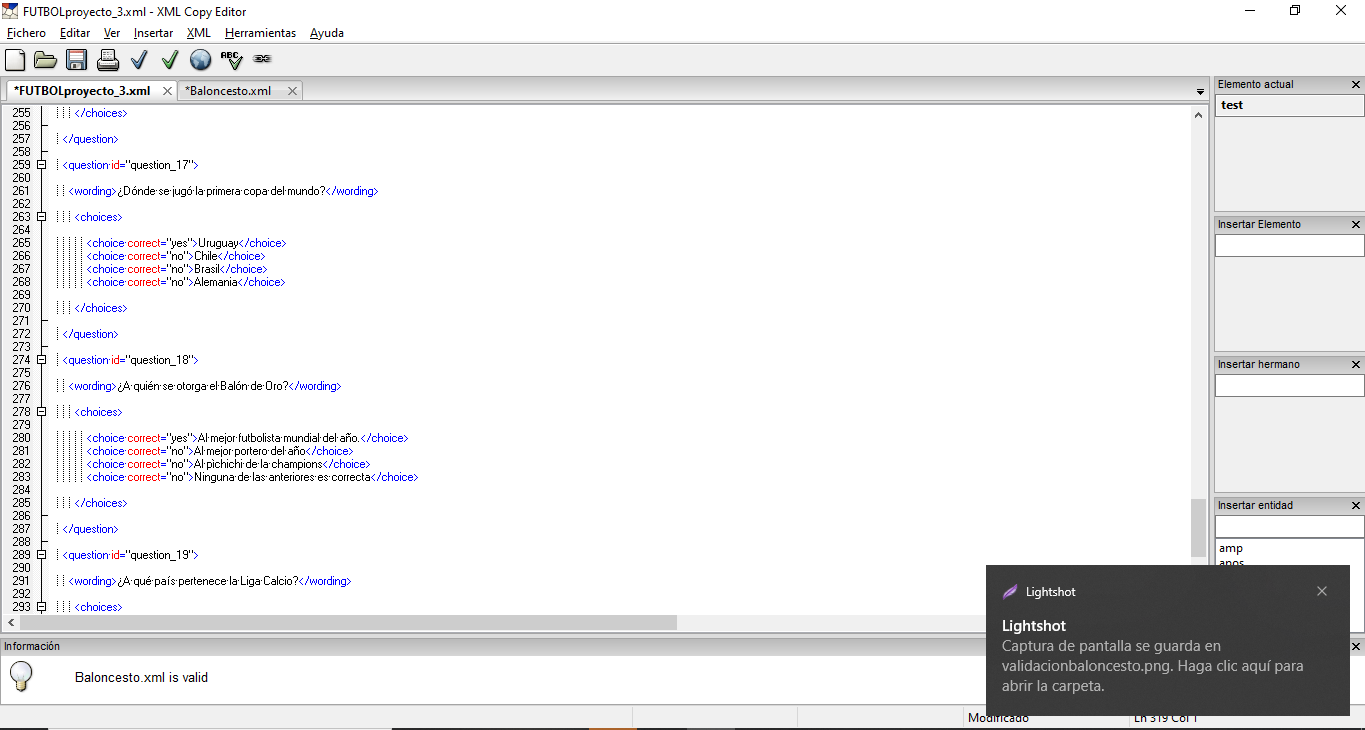 FUTBOLproyecto_3.xml - XML Copy Editor
Fichero Editar Ver Insertar XML Herramientas Ayuda
ABC
*FUTBOLproyecto_3.xml *Baloncesto.xml
255 </choices>
256
257 </question>
258
259 <question id="question_17">
260
261 <wording>¿Dónde se jugó la primera copa del mundo?</wording>
262
263 <choices>
264
265 <choice correct="yes">Uruguay</choice>
266 <choice correct="no">Chile</choice>
267 <choice correct="no">Brasil</choice>
268 <choice correct="no">Alemania</choice>
269
270 </choices>
271
272 </question>
273
274 <question id="question_18">
275
276 <wording>¿A quién se otorga el Balón de Oro?</wording>
277
278 <choices>
279
280 <choice correct="yes">Al mejor futbolista mundial del año.</choice>
281 <choice correct="no">Al mejor portero del año</choice>
282 <choice correct="no">Al pìchichi de la champions</choice>
283 <choice correct="no">Ninguna de las anteriores es correcta</choice>
284
285 </choices>
286
287 </question>
288
289 <question id="question_19">
290
291 <wording>¿A qué país pertenece la Liga Calcio?</wording>
292
293 <choices>
Elemento actual
test
Insertar Elemento
Insertar hermano
Insertar entidad
amp
apos
Información
Baloncesto.xml is valid
Lightshot
Lightshot
Captura de pantalla se guarda en
validacionbaloncesto.png. Haga clic aquí para
abrir la carpeta.
Modificado Ln 319 Col 1